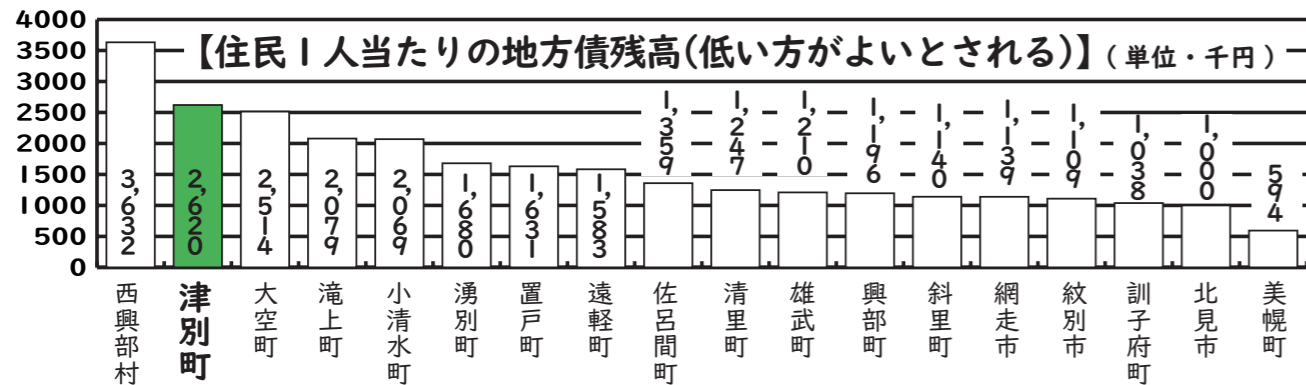 【住民1人当たりの地方債残高(低い方がよいとされる)】(単位・千円)
4000
3500
3000
2500
2000
1500
1000
500
0
3,632
2,620
2,514
2,079
2,069
1,680
1,631
1,583
1,359
1,247
1,210
1,196
1,140
1,139
1,109
1,038
1,000
594
西興部村
津別町
大空町
滝上町
小清水町
湧別町
置戸町
遠軽町
佐呂間町
清里町
雄武町
興部町
斜里町
網走市
紋別市
訓子府町
北見市
美幌町